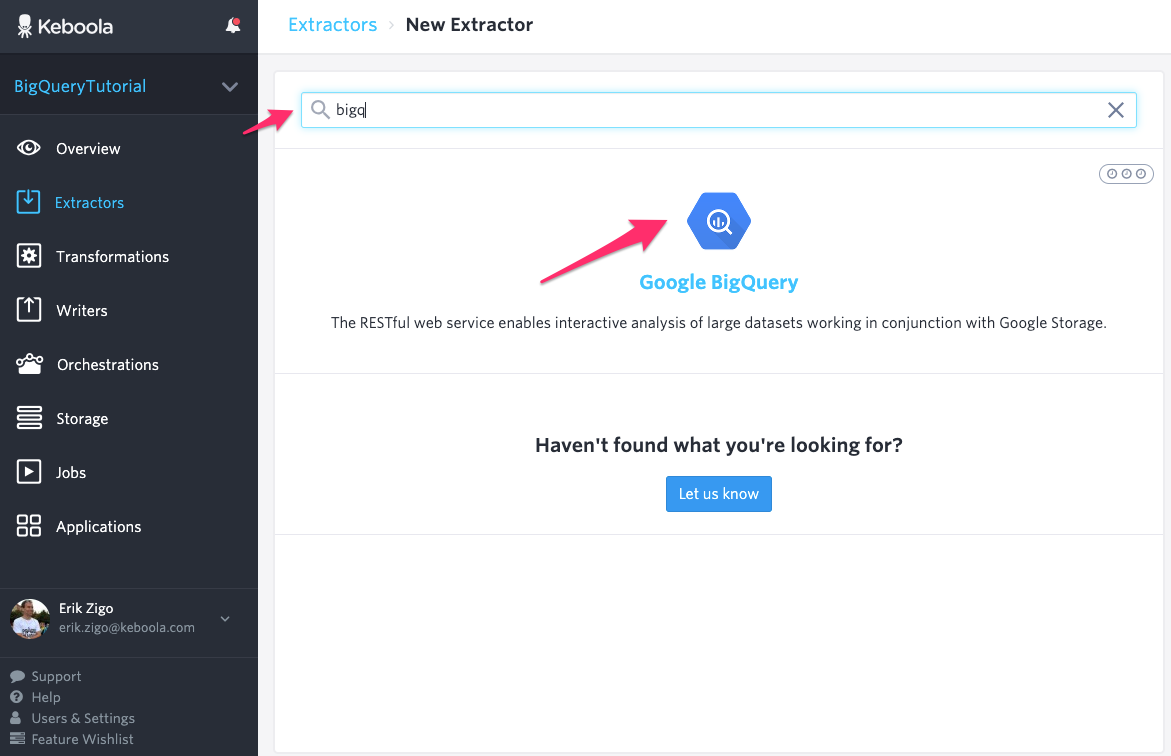 Keboola
BigQueryTutorial
Overview
Extractors
Transformations
Writers
Orchestrations
Storage
Jobs
Applications
Erik Zigo
erik.zigo@keboola.com
Support
Help
Users & Settings
Feature Wishlist
Extractors › New Extractor
bigq
Google BigQuery
The RESTful web service enables interactive analysis of large datasets working in conjunction with Google Storage.
Haven't found what you're looking for?
Let us know